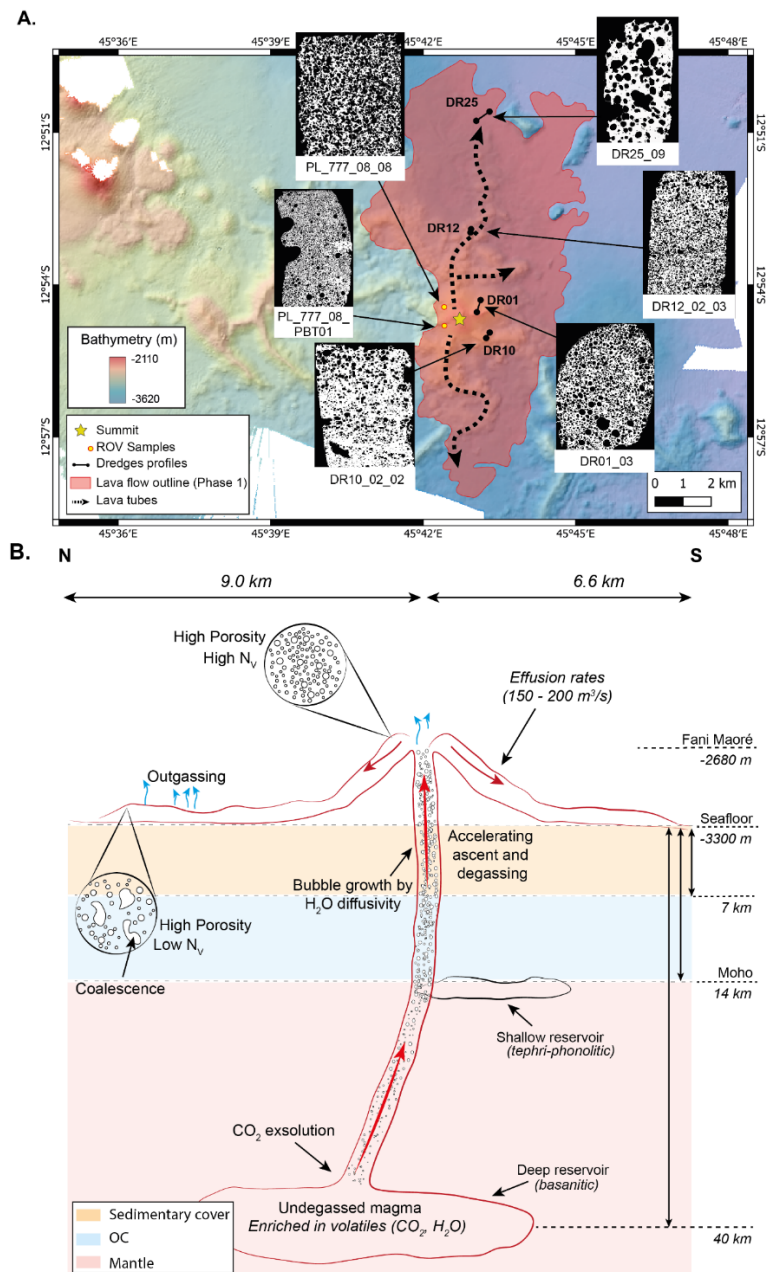 A.
45°36'E 45°39'E 45°42'E 45°45'E 45°48'E
12°51'S
12°54'S
12°57'S
12°51'S
12°54'S
12°57'S
DR25
PL_777_08_08
DR25_09
DR12
PL_777_08_
PBT01
DR01
DR12_02_03
DR10
DR10_02_02
DR01_03
Bathymetry (m)
-2110
-3620
Summit
ROV Samples
Dredges profiles
Lava flow outline (Phase 1)
Lava tubes
0 1 2 km
45°36'E 45°39'E 45°42'E 45°45'E 45°48'E
B.
N S
9.0 km 6.6 km
High Porosity
High NV
Effusion rates
(150 - 200 m³/s)
Fani Maoré
-2680 m
Outgassing
Seafloor
-3300 m
Accelerating
ascent and
degassing
Bubble growth by
H2O diffusivity
7 km
High Porosity
Low NV
Coalescence
Moho
14 km
Shallow reservoir
(tephri-phonolitic)
CO2 exsolution
Deep reservoir
(basanitic)
Undegassed magma
Enriched in volatiles (CO2, H2O)
40 km
Sedimentary cover
OC
Mantle